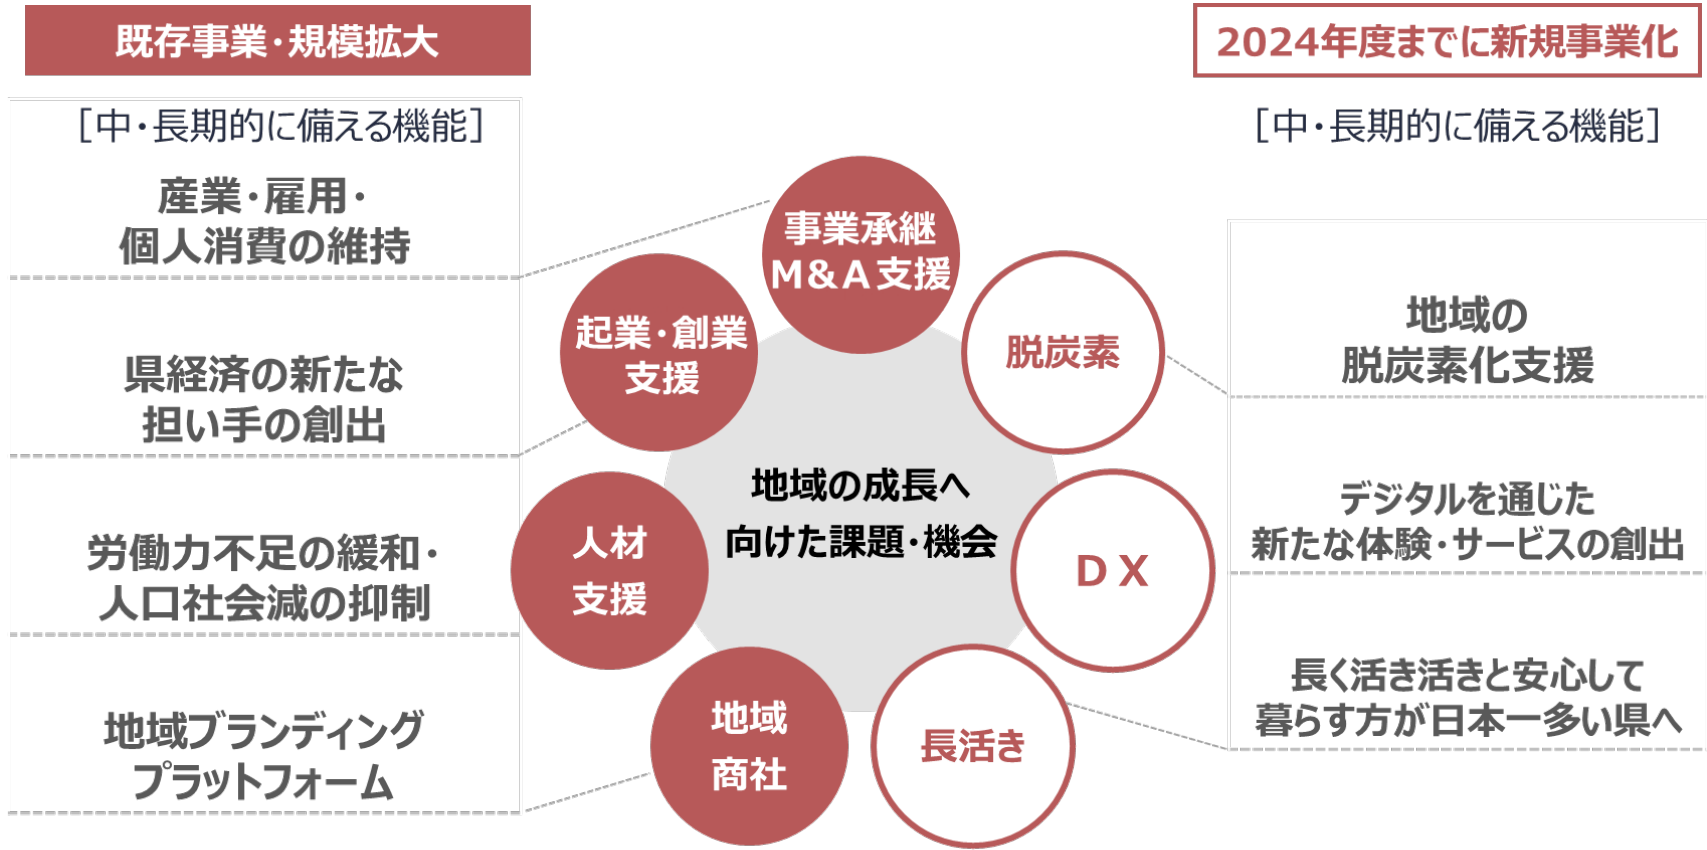 既存事業・規模拡大
[中・長期的に備える機能]
産業・雇用・
個人消費の維持
県経済の新たな
担い手の創出
労働力不足の緩和・
人口社会減の抑制
地域ブランディング
プラットフォーム
事業承継
M&A支援
起業・創業
支援
人材
支援
地域
商社
地域の成長へ
向けた課題・機会
脱炭素
DX
長活き
2024年度までに新規事業化
[中・長期的に備える機能]
地域の
脱炭素化支援
デジタルを通じた
新たな体験・サービスの創出
長く活き活きと安心して
暮らす方が日本一多い県へ